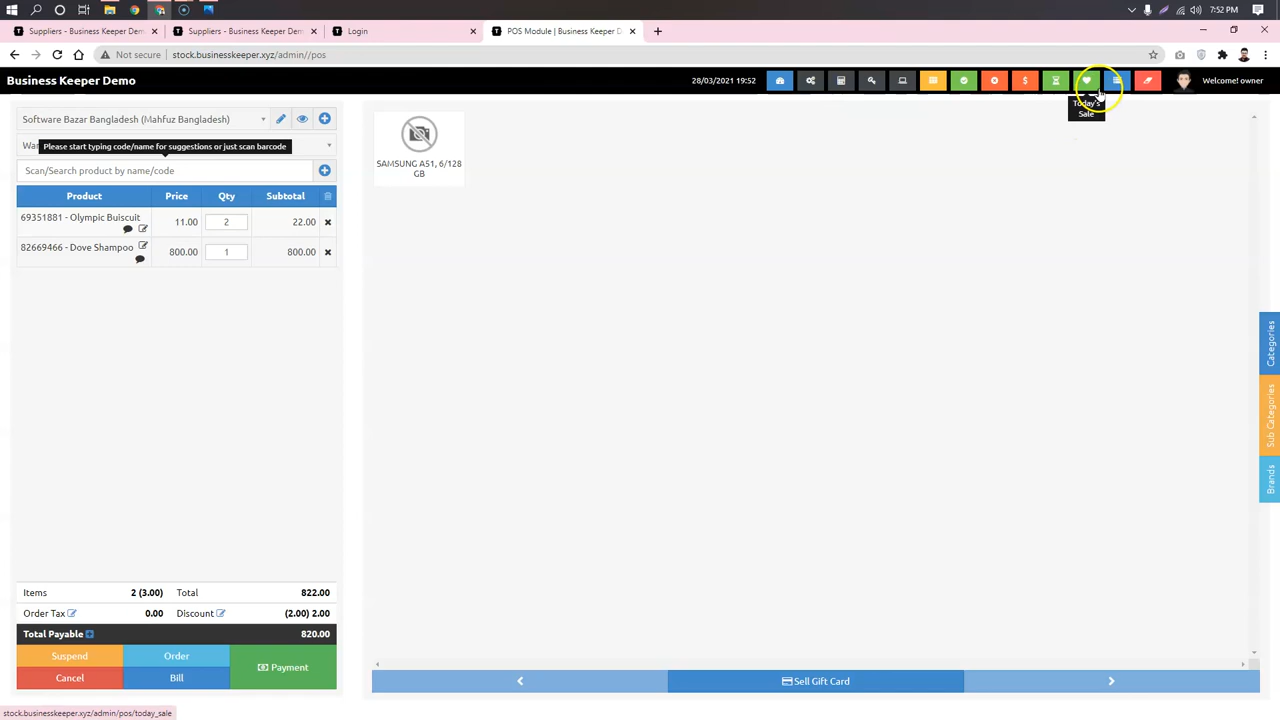 7:52 PM
Suppliers - Business Keeper Demo
Suppliers - Business Keeper Demo
Login
POS Module | Business Keeper D
Not secure
stock.businesskeeper.xyz/admin//pos
Business Keeper Demo
28/03/2021 19:52
Welcome! owner
Today's
Sale
Software Bazar Bangladesh (Mahfuz Bangladesh)
War
Please start typing code/name for suggestions or just scan barcode
Scan/Search product by name/code
Product Price Qty Subtotal
69351881 - Olympic Buiscuit 11.00 2 22.00
82669466 - Dove Shampoo 800.00 1 800.00
SAMSUNG A51, 6/128
GB
Categories
Sub Categories
Brands
Items 2 (3.00) Total 822.00
Order Tax 0.00 Discount (2.00) 2.00
Total Payable 820.00
Suspend Order Payment
Cancel Bill
Sell Gift Card
stock.businesskeeper.xyz/admin/pos/today_sale